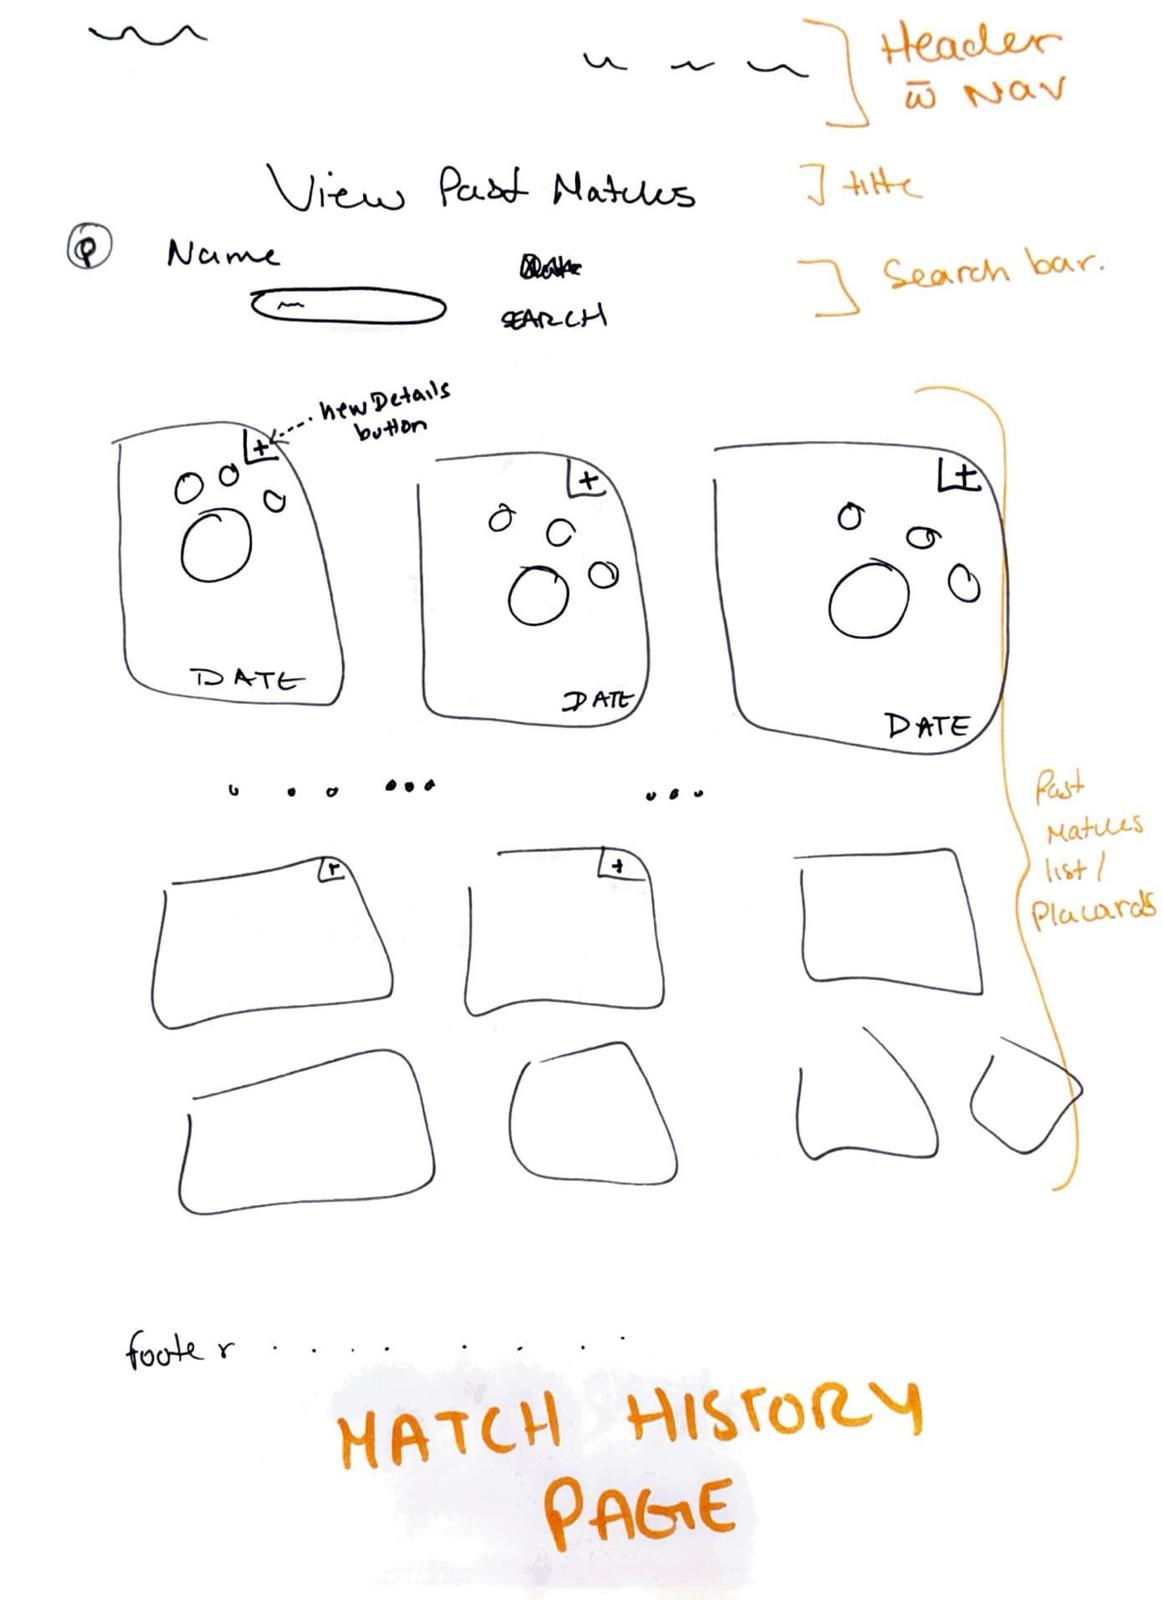 Header
w̄ Nav
View Past Matches
title
Name
Search bar.
SEARCH
new Details
button
+
+
+
DATE
DATE
DATE
Past
Matches
list /
Placards
+
+
footer . . . . . . . .
MATCH HISTORY
PAGE